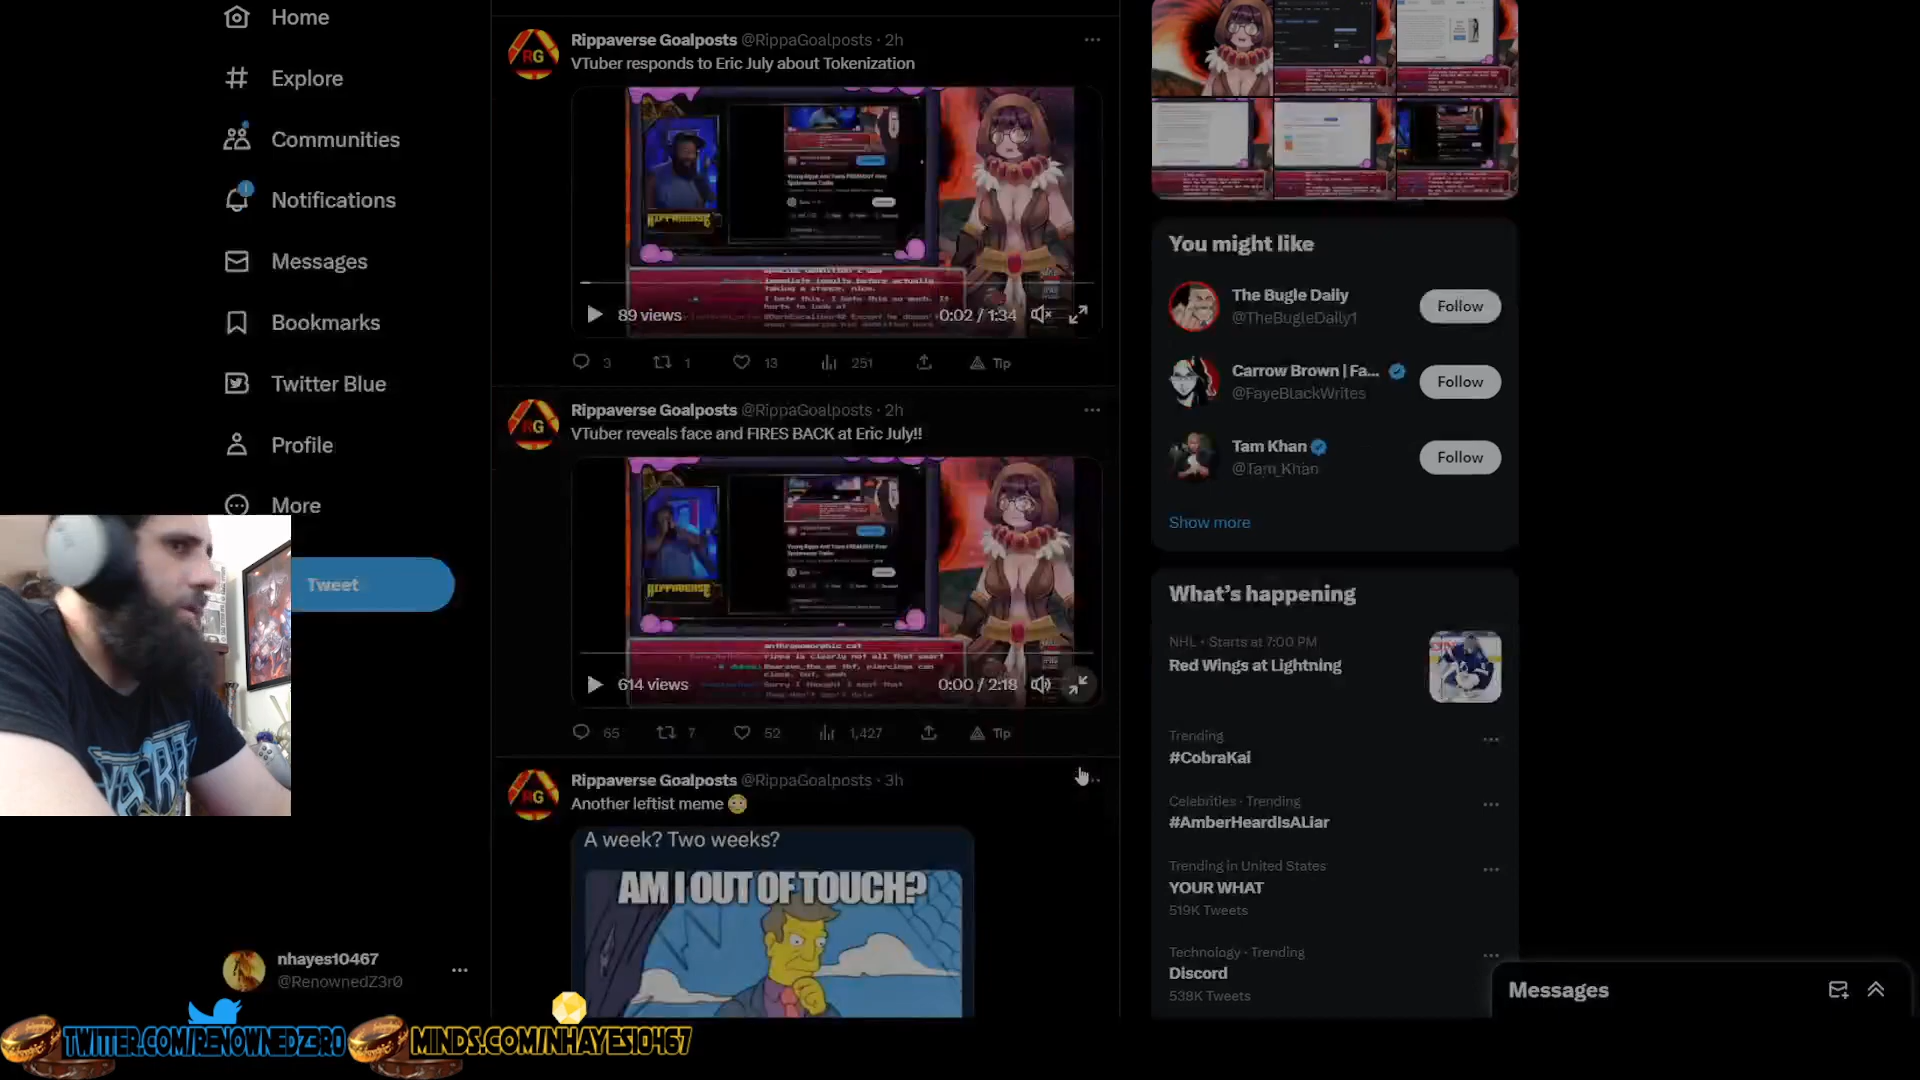 Home
Explore
Communities
Notifications
Messages
Bookmarks
Twitter Blue
Profile
More
Tweet
nhayes10467
@RenownedZ3r0
Rippaverse Goalposts @RippaGoalposts · 2h
VTuber responds to Eric July about Tokenization
RIPPAVERSE
89 views
0:02 / 1:34
3
1
13
251
Tip
Rippaverse Goalposts @RippaGoalposts · 2h
VTuber reveals face and FIRES BACK at Eric July!!
RIPPAVERSE
anthropomorphic cat
614 views
0:00 / 2:18
65
7
52
1,427
Tip
Rippaverse Goalposts @RippaGoalposts · 3h
Another leftist meme
A week? Two weeks?
AM I OUT OF TOUCH?
You might like
The Bugle Daily
@TheBugleDaily1
Follow
Carrow Brown | Fa...
@FayeBlackWrites
Follow
Tam Khan
@Tam_Khan
Follow
Show more
What's happening
NHL · Starts at 7:00 PM
Red Wings at Lightning
Trending
#CobraKai
Celebrities · Trending
#AmberHeardIsALiar
Trending in United States
YOUR WHAT
519K Tweets
Technology · Trending
Discord
538K Tweets
Messages
TWITTER.COM/RENOWNEDZ3R0
MINDS.COM/NHAYES10467